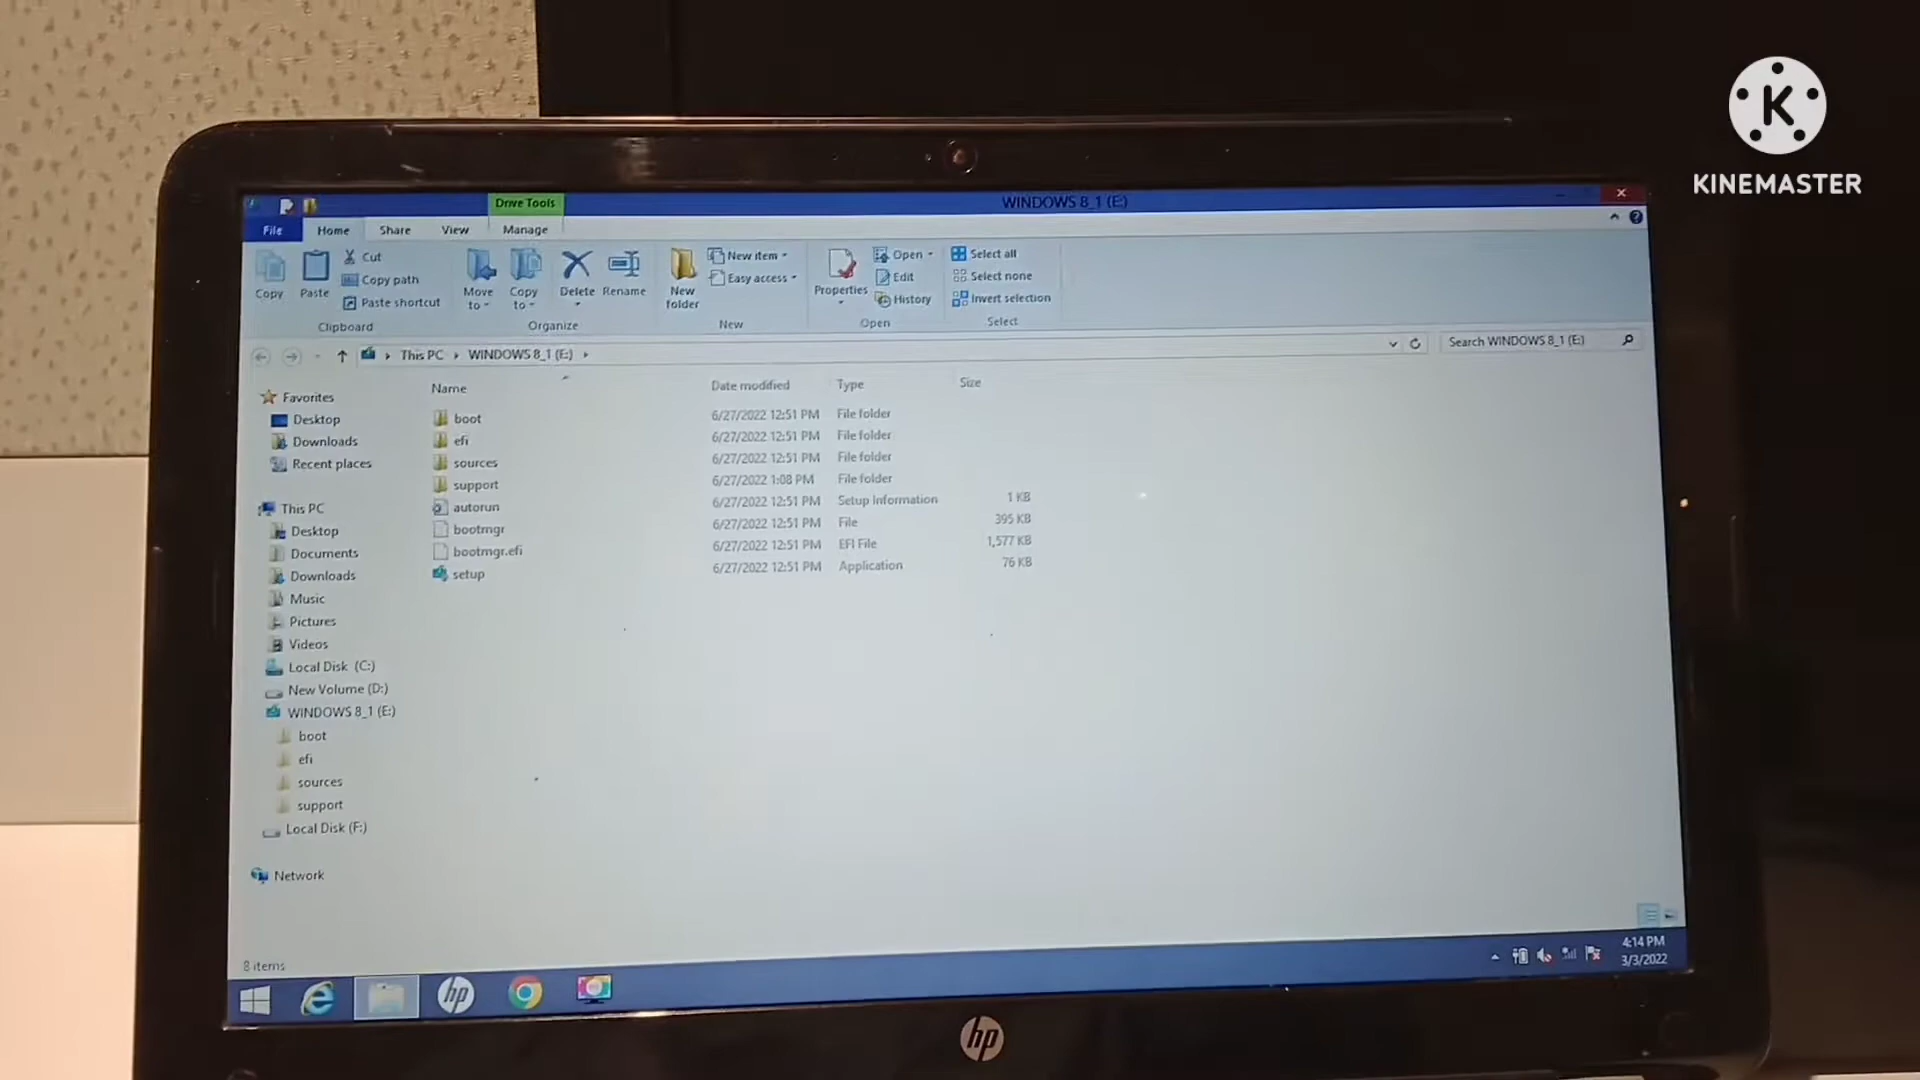 K
KINEMASTER
Drive Tools
WINDOWS 8_1 (E:)
File Home Share View Manage
Copy
Paste
Cut
Copy path
Paste shortcut
Clipboard
Move to
Copy to
Delete
Rename
Organize
New folder
New item
Easy access
New
Properties
Open
Edit
History
Open
Select all
Select none
Invert selection
Select
This PC WINDOWS 8_1 (E:)
Search WINDOWS 8_1 (E:)
Favorites
Desktop
Downloads
Recent places
This PC
Desktop
Documents
Downloads
Music
Pictures
Videos
Local Disk (C:)
New Volume (D:)
WINDOWS 8_1 (E:)
boot
efi
sources
support
Local Disk (F:)
Network
Name Date modified Type Size
boot 6/27/2022 12:51 PM File folder
efi 6/27/2022 12:51 PM File folder
sources 6/27/2022 12:51 PM File folder
support 6/27/2022 1:08 PM File folder
autorun 6/27/2022 12:51 PM Setup Information 1 KB
bootmgr 6/27/2022 12:51 PM File 395 KB
bootmgr.efi 6/27/2022 12:51 PM EFI File 1,577 KB
setup 6/27/2022 12:51 PM Application 76 KB
8 items
4:14 PM
3/3/2022
hp
hp